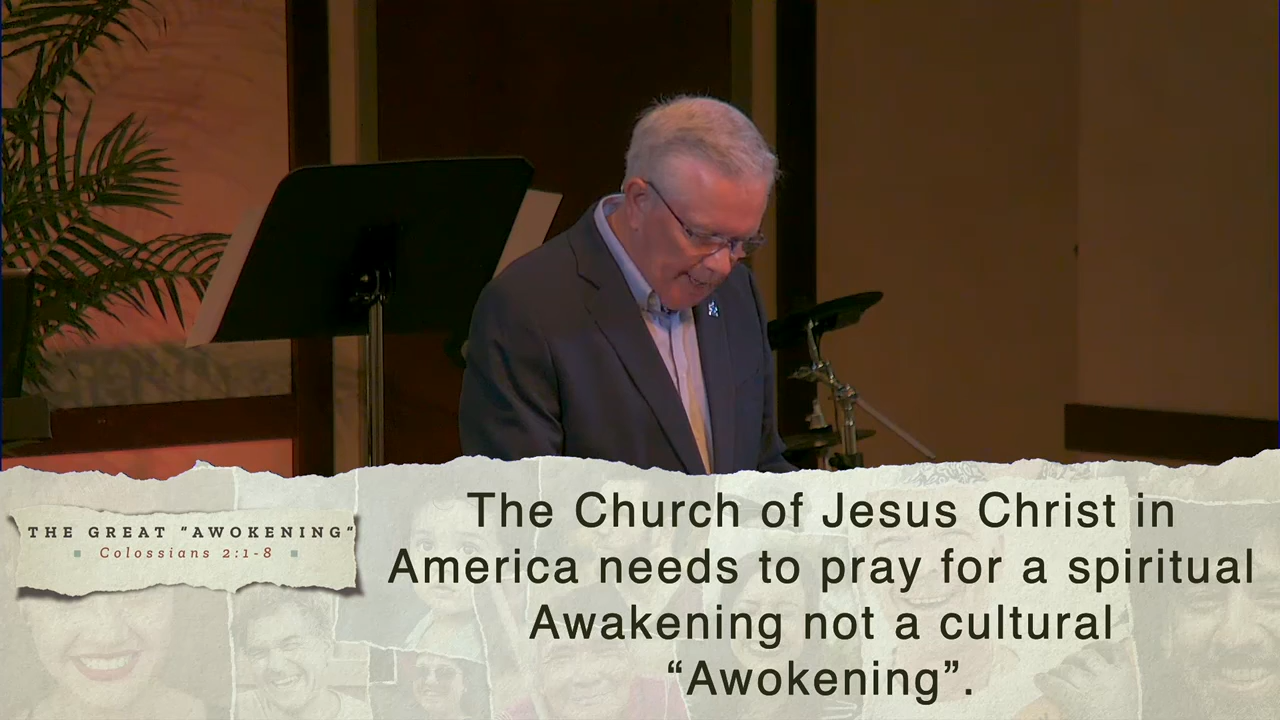 THE GREAT "AWOKENING"
Colossians 2:1-8
The Church of Jesus Christ in
America needs to pray for a spiritual
Awakening not a cultural
“Awokening”.